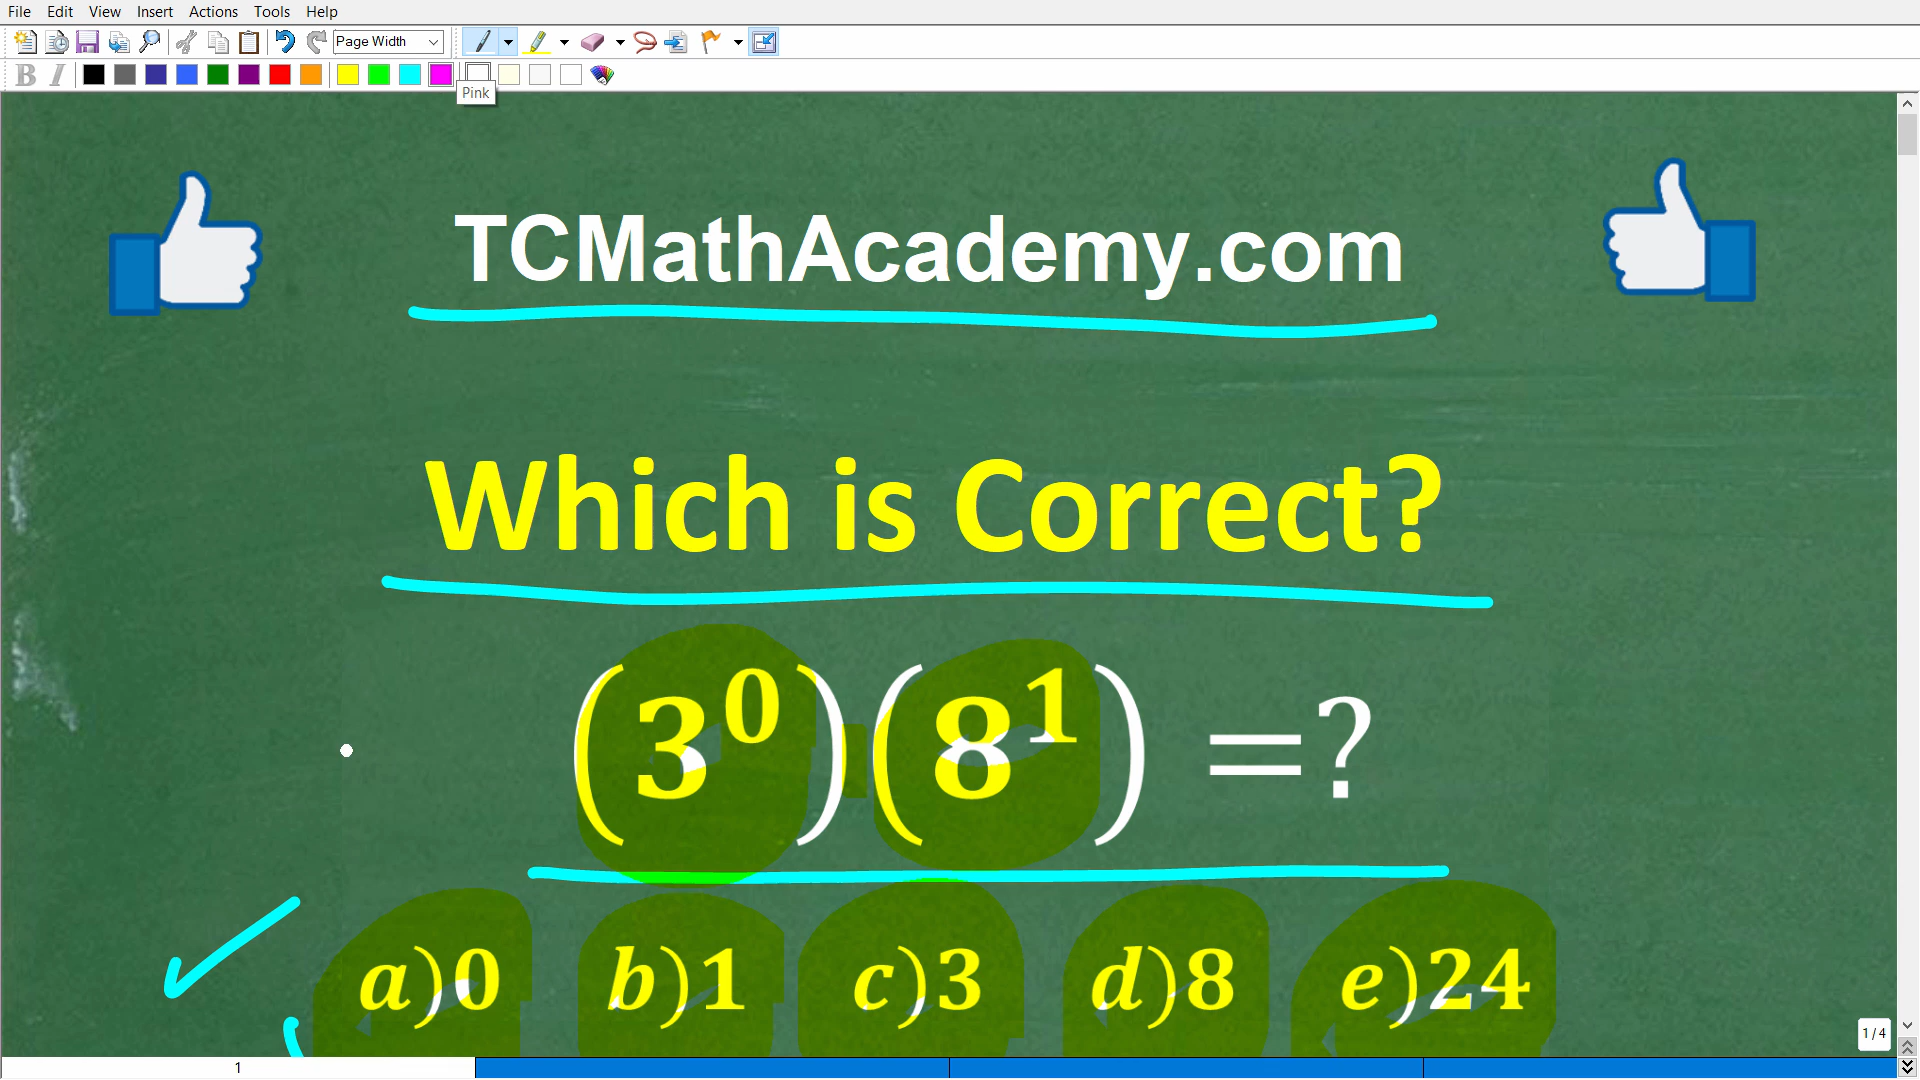 File Edit View Insert Actions Tools Help
Page Width
B I
Pink
TCMathAcademy.com
Which is Correct?
(3⁰)(8¹) =?
a)0 b)1 c)3 d)8 e)24
1 / 4
1